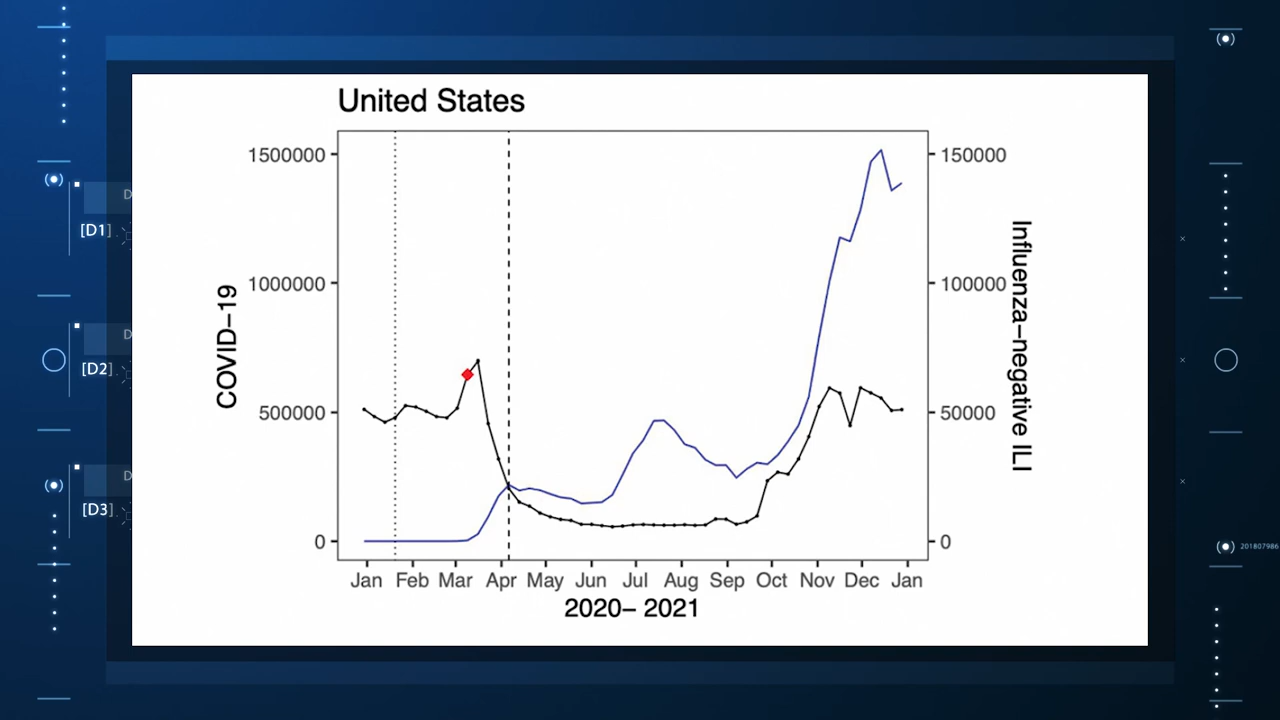 United States
1500000
1000000
500000
0
150000
100000
50000
0
COVID–19
Influenza–negative ILI
Jan Feb Mar Apr May Jun Jul Aug Sep Oct Nov Dec Jan
2020– 2021
D
[D1]
D
[D2]
D
[D3]
201807986